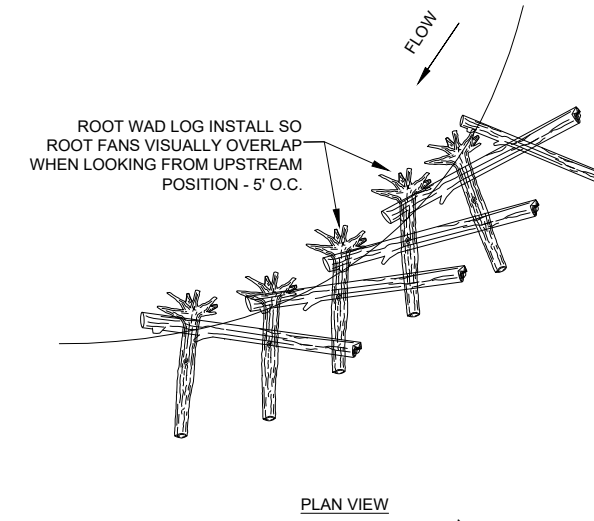 FLOW
ROOT WAD LOG INSTALL SO
ROOT FANS VISUALLY OVERLAP
WHEN LOOKING FROM UPSTREAM
POSITION - 5' O.C.
PLAN VIEW